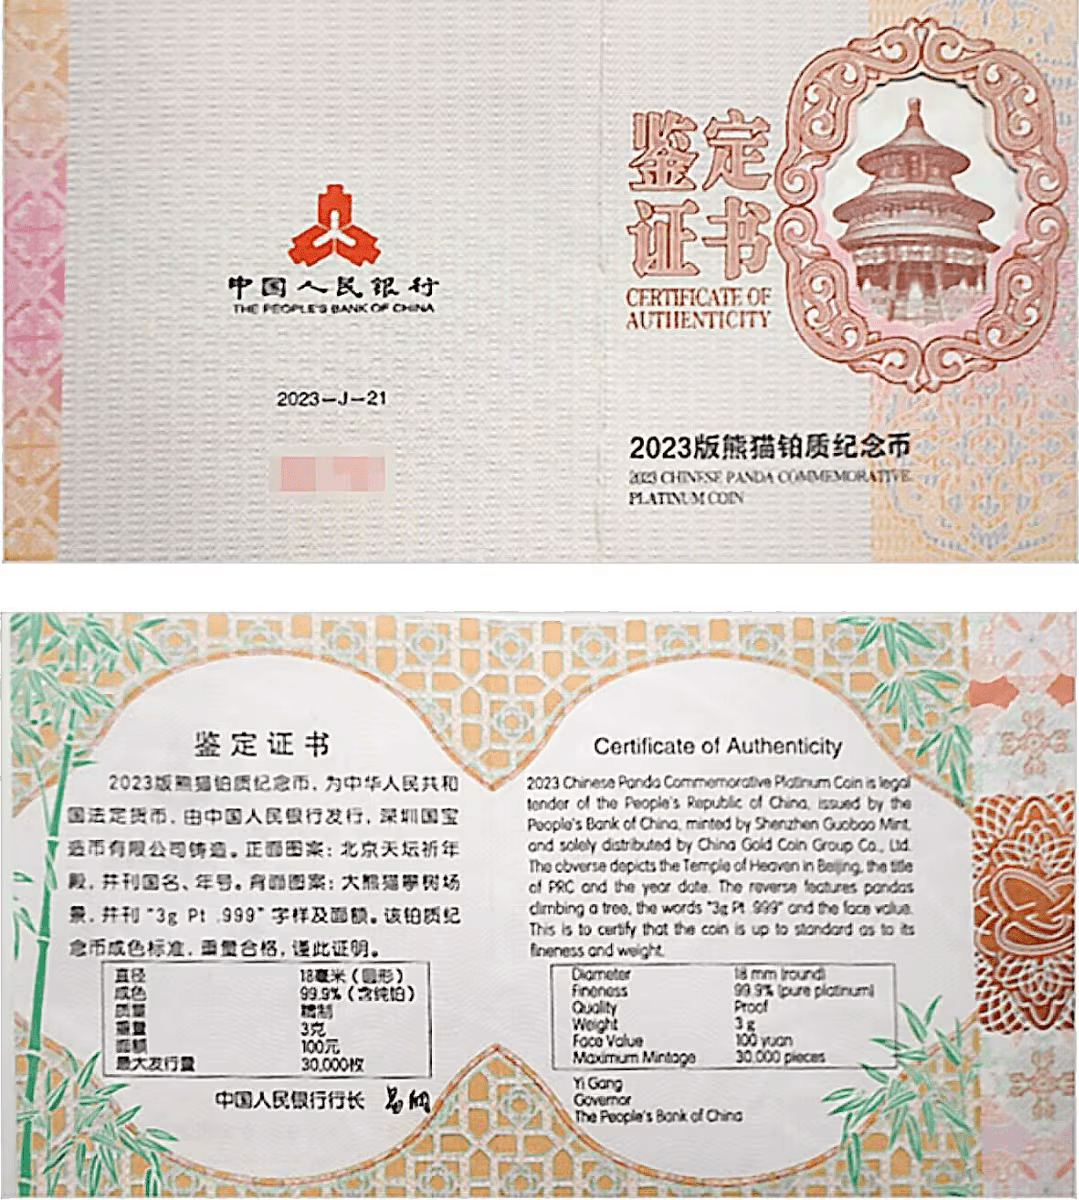 中国人民银行
THE PEOPLE'S BANK OF CHINA
2023-J-21
鉴定
证书
CERTIFICATE OF
AUTHENTICITY
2023版熊猫铂质纪念币
2023 CHINESE PANDA COMMEMORATIVE
PLATINUM COIN
鉴定证书
2023版熊猫铂质纪念币，为中华人民共和
国法定货币，由中国人民银行发行，深圳国宝
造币有限公司铸造。正面图案：北京天坛祈年
殿，并刊国名、年号。背面图案：大熊猫攀树场
景，并刊“3g Pt .999”字样及面额。该铂质纪
念币成色标准，重量合格，谨此证明。
直径 18毫米（圆形）
成色 99.9%（含纯铂）
质量 精制
重量 3克
面额 100元
最大发行量 30,000枚
中国人民银行行长 易纲
Certificate of Authenticity
2023 Chinese Panda Commemorative Platinum Coin is legal
tender of the People's Republic of China, issued by the
People's Bank of China, minted by Shenzhen Guobao Mint,
and solely distributed by China Gold Coin Group Co., Ltd.
The obverse depicts the Temple of Heaven in Beijing, the title
of PRC and the year date. The reverse features pandas
climbing a tree, the words "3g Pt .999" and the face value.
This is to certify that the coin is up to standard as to its
fineness and weight.
Diameter 18 mm (round)
Fineness 99.9% (pure platinum)
Quality Proof
Weight 3 g
Face Value 100 yuan
Maximum Mintage 30,000 pieces
Yi Gang
Governor
The People's Bank of China